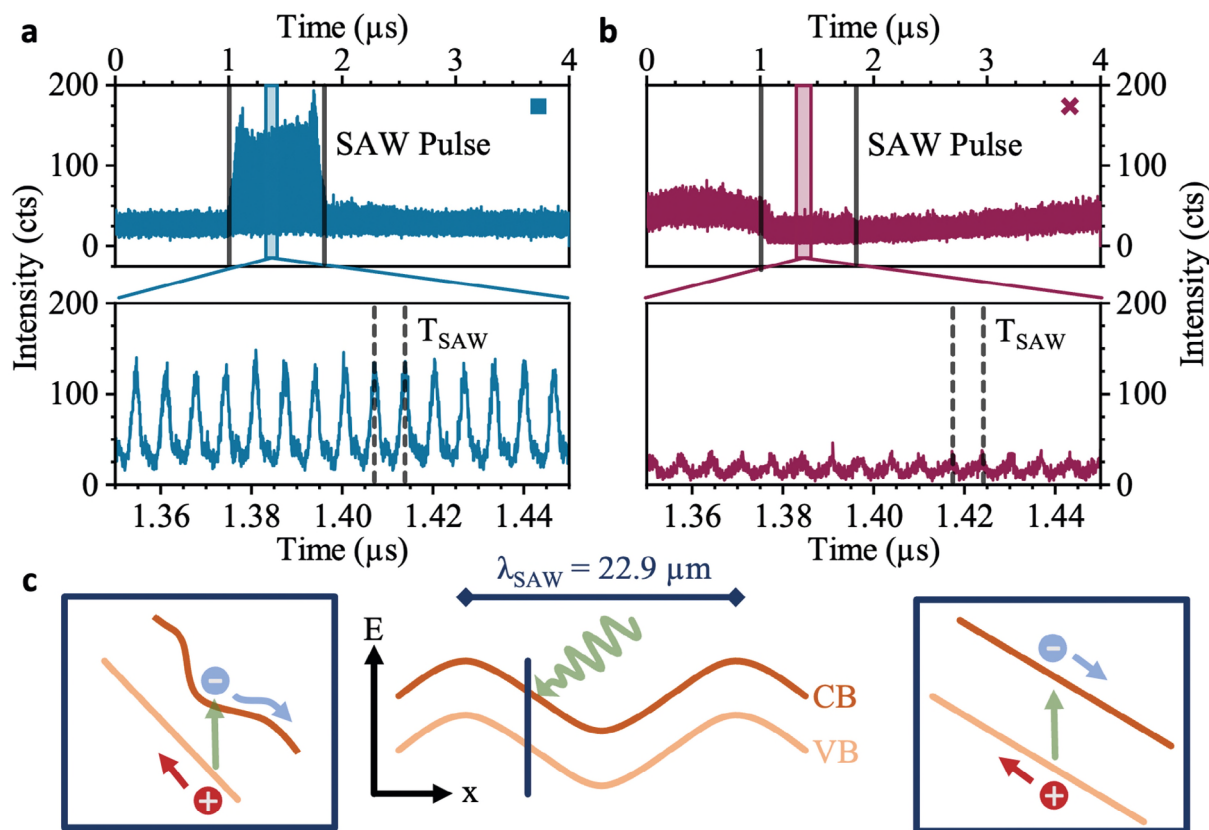 a
Time (µs)
0 1 2 3 4
200
100
0
SAW Pulse
Intensity (cts)
200
100
0
T_SAW
1.36 1.38 1.40 1.42 1.44
Time (µs)
b
Time (µs)
0 1 2 3 4
200
100
0
SAW Pulse
Intensity (cts)
200
100
0
T_SAW
1.36 1.38 1.40 1.42 1.44
Time (µs)
c
λ_SAW = 22.9 µm
E
CB
VB
x
−
+
−
+